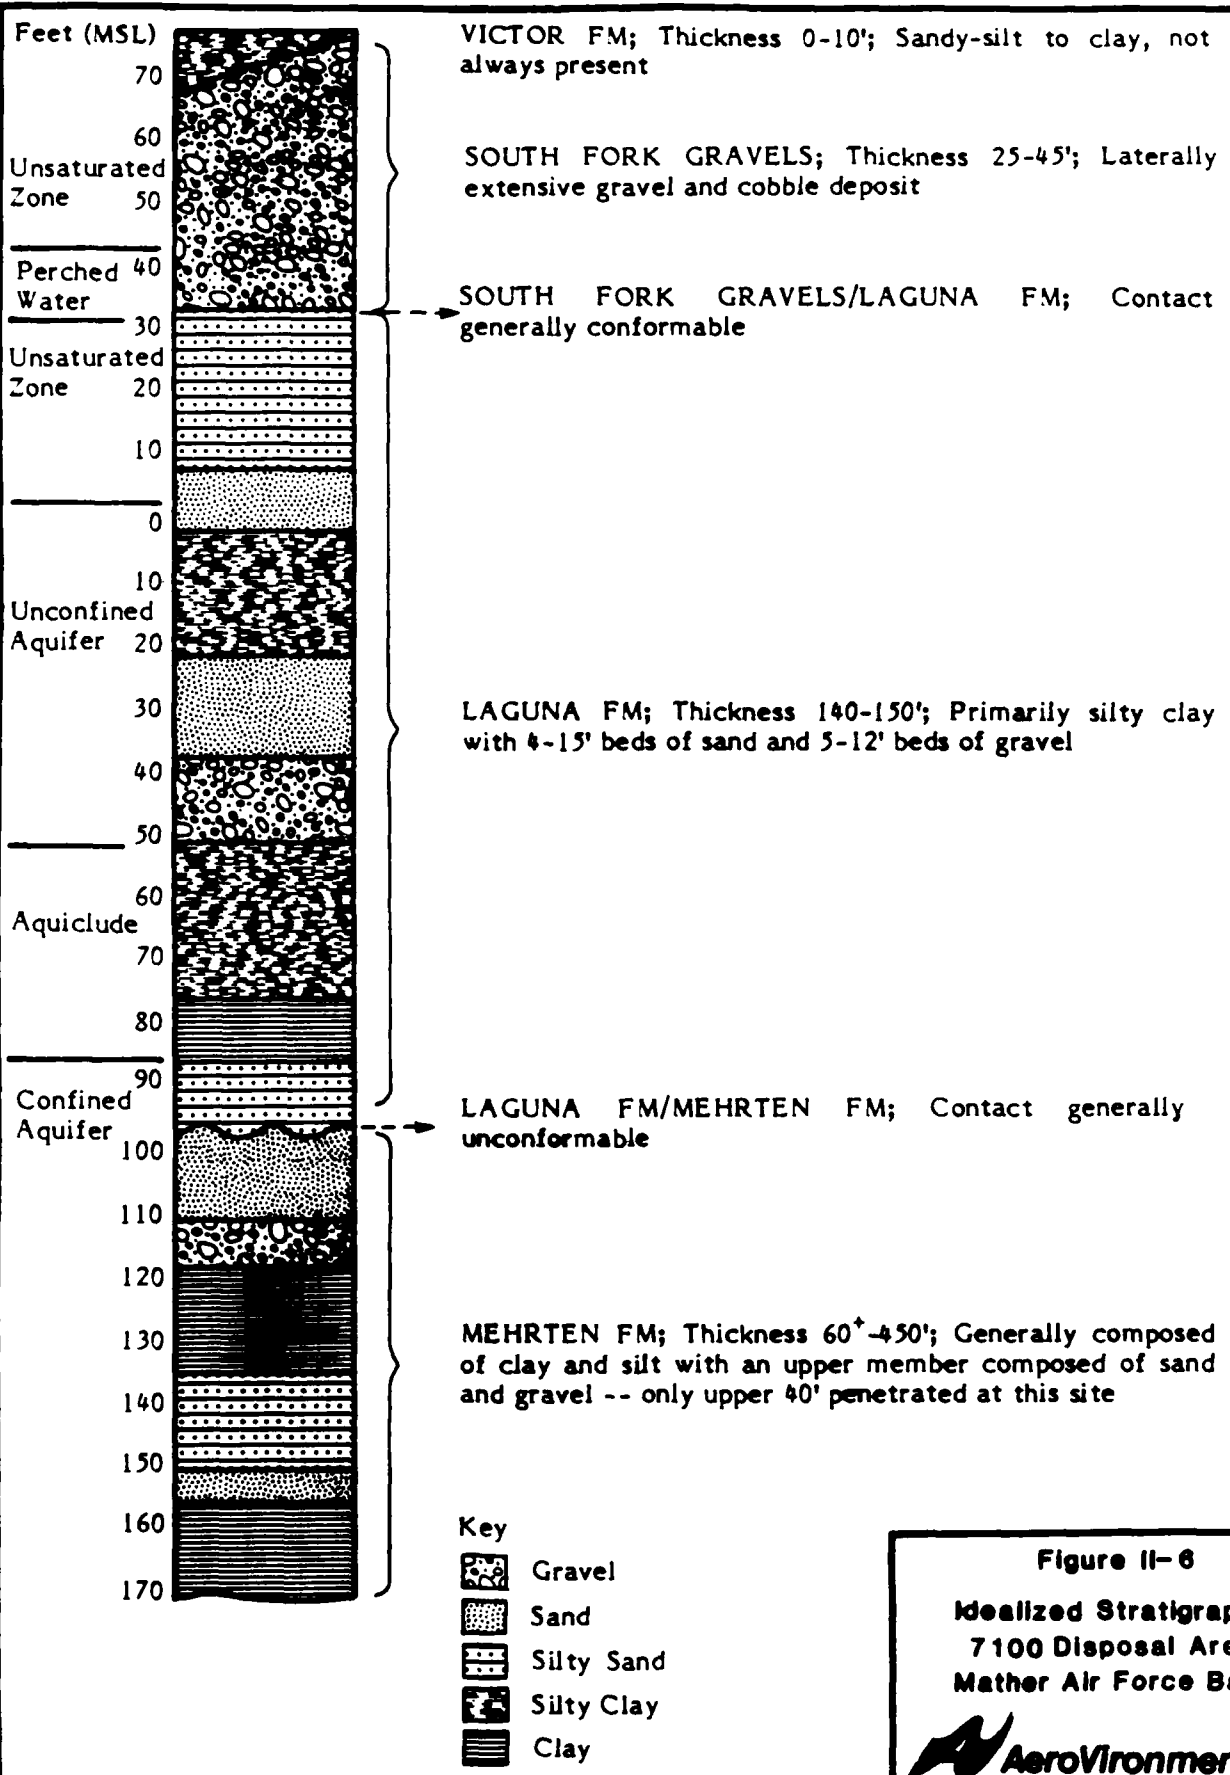 Feet (MSL)
70
60
Unsaturated
Zone 50
Perched 40
Water
30
Unsaturated
Zone 20
10
0
10
Unconfined
Aquifer 20
30
40
50
60
Aquiclude
70
80
90
Confined
Aquifer
100
110
120
130
140
150
160
170
VICTOR FM; Thickness 0-10'; Sandy-silt to clay, not
always present
SOUTH FORK GRAVELS; Thickness 25-45'; Laterally
extensive gravel and cobble deposit
SOUTH FORK GRAVELS/LAGUNA FM; Contact
generally conformable
LAGUNA FM; Thickness 140-150'; Primarily silty clay
with 4-15' beds of sand and 5-12' beds of gravel
LAGUNA FM/MEHRTEN FM; Contact generally
unconformable
MEHRTEN FM; Thickness 60+-450'; Generally composed
of clay and silt with an upper member composed of sand
and gravel -- only upper 40' penetrated at this site
Key
Gravel
Sand
Silty Sand
Silty Clay
Clay
Figure II-6
Idealized Stratigrap
7100 Disposal Are
Mather Air Force Ba
AeroVironmen